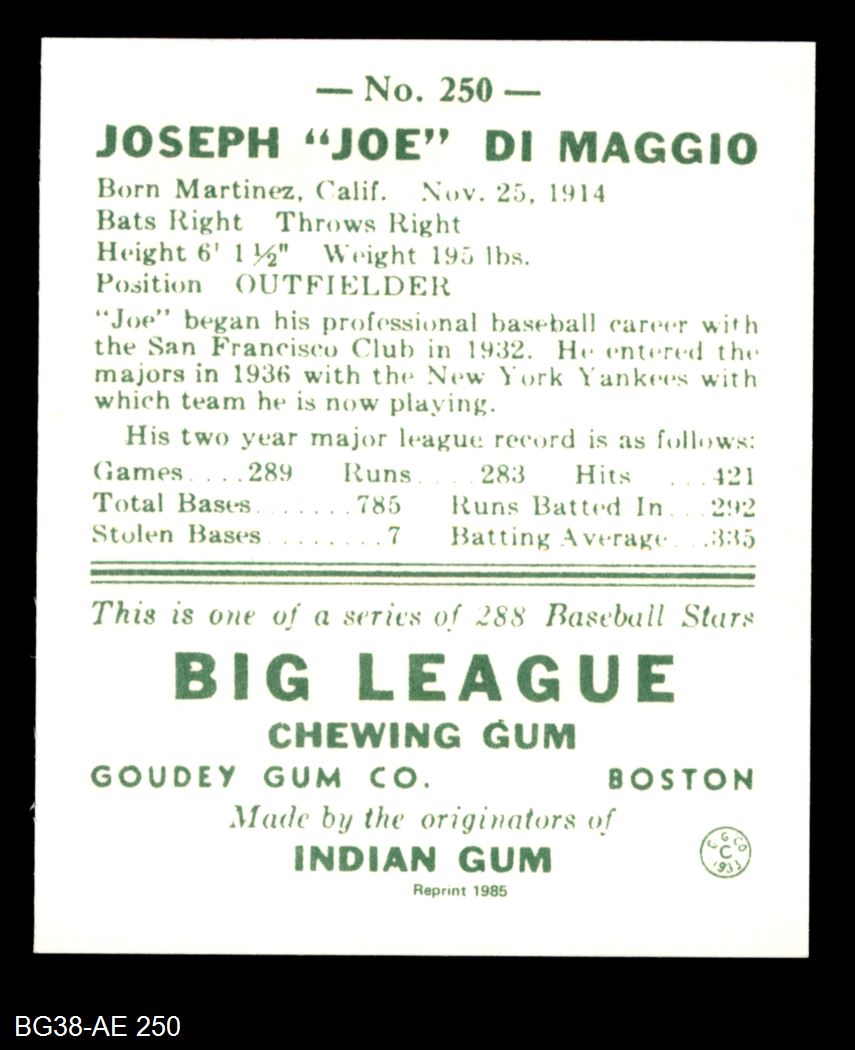 — No. 250 —
JOSEPH “JOE” DI MAGGIO
Born Martinez, Calif. Nov. 25, 1914
Bats Right Throws Right
Height 6' 1 ½" Weight 195 lbs.
Position OUTFIELDER
“Joe” began his professional baseball career with
the San Francisco Club in 1932. He entered the
majors in 1936 with the New York Yankees with
which team he is now playing.
His two year major league record is as follows:
Games....289 Runs....283 Hits....421
Total Bases.......785 Runs Batted In...292
Stolen Bases........7 Batting Average...335
This is one of a series of 288 Baseball Stars
BIG LEAGUE
CHEWING GUM
GOUDEY GUM CO. BOSTON
Made by the originators of
INDIAN GUM
G G CO
C
1933
Reprint 1985
BG38-AE 250